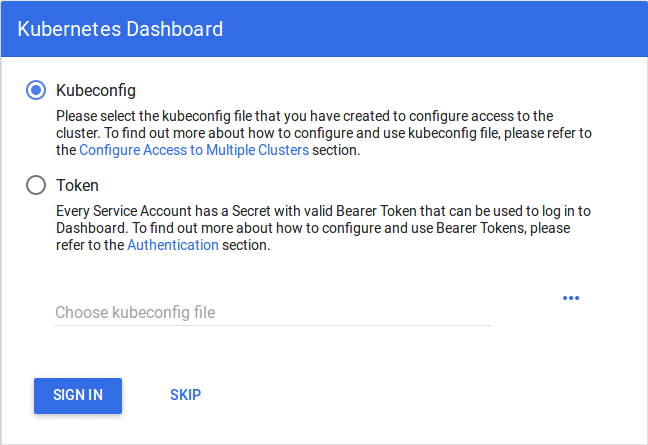 Kubernetes Dashboard
Kubeconfig
Please select the kubeconfig file that you have created to configure access to the
cluster. To find out more about how to configure and use kubeconfig file, please refer to
the Configure Access to Multiple Clusters section.
Token
Every Service Account has a Secret with valid Bearer Token that can be used to log in to
Dashboard. To find out more about how to configure and use Bearer Tokens, please
refer to the Authentication section.
Choose kubeconfig file
SIGN IN
SKIP